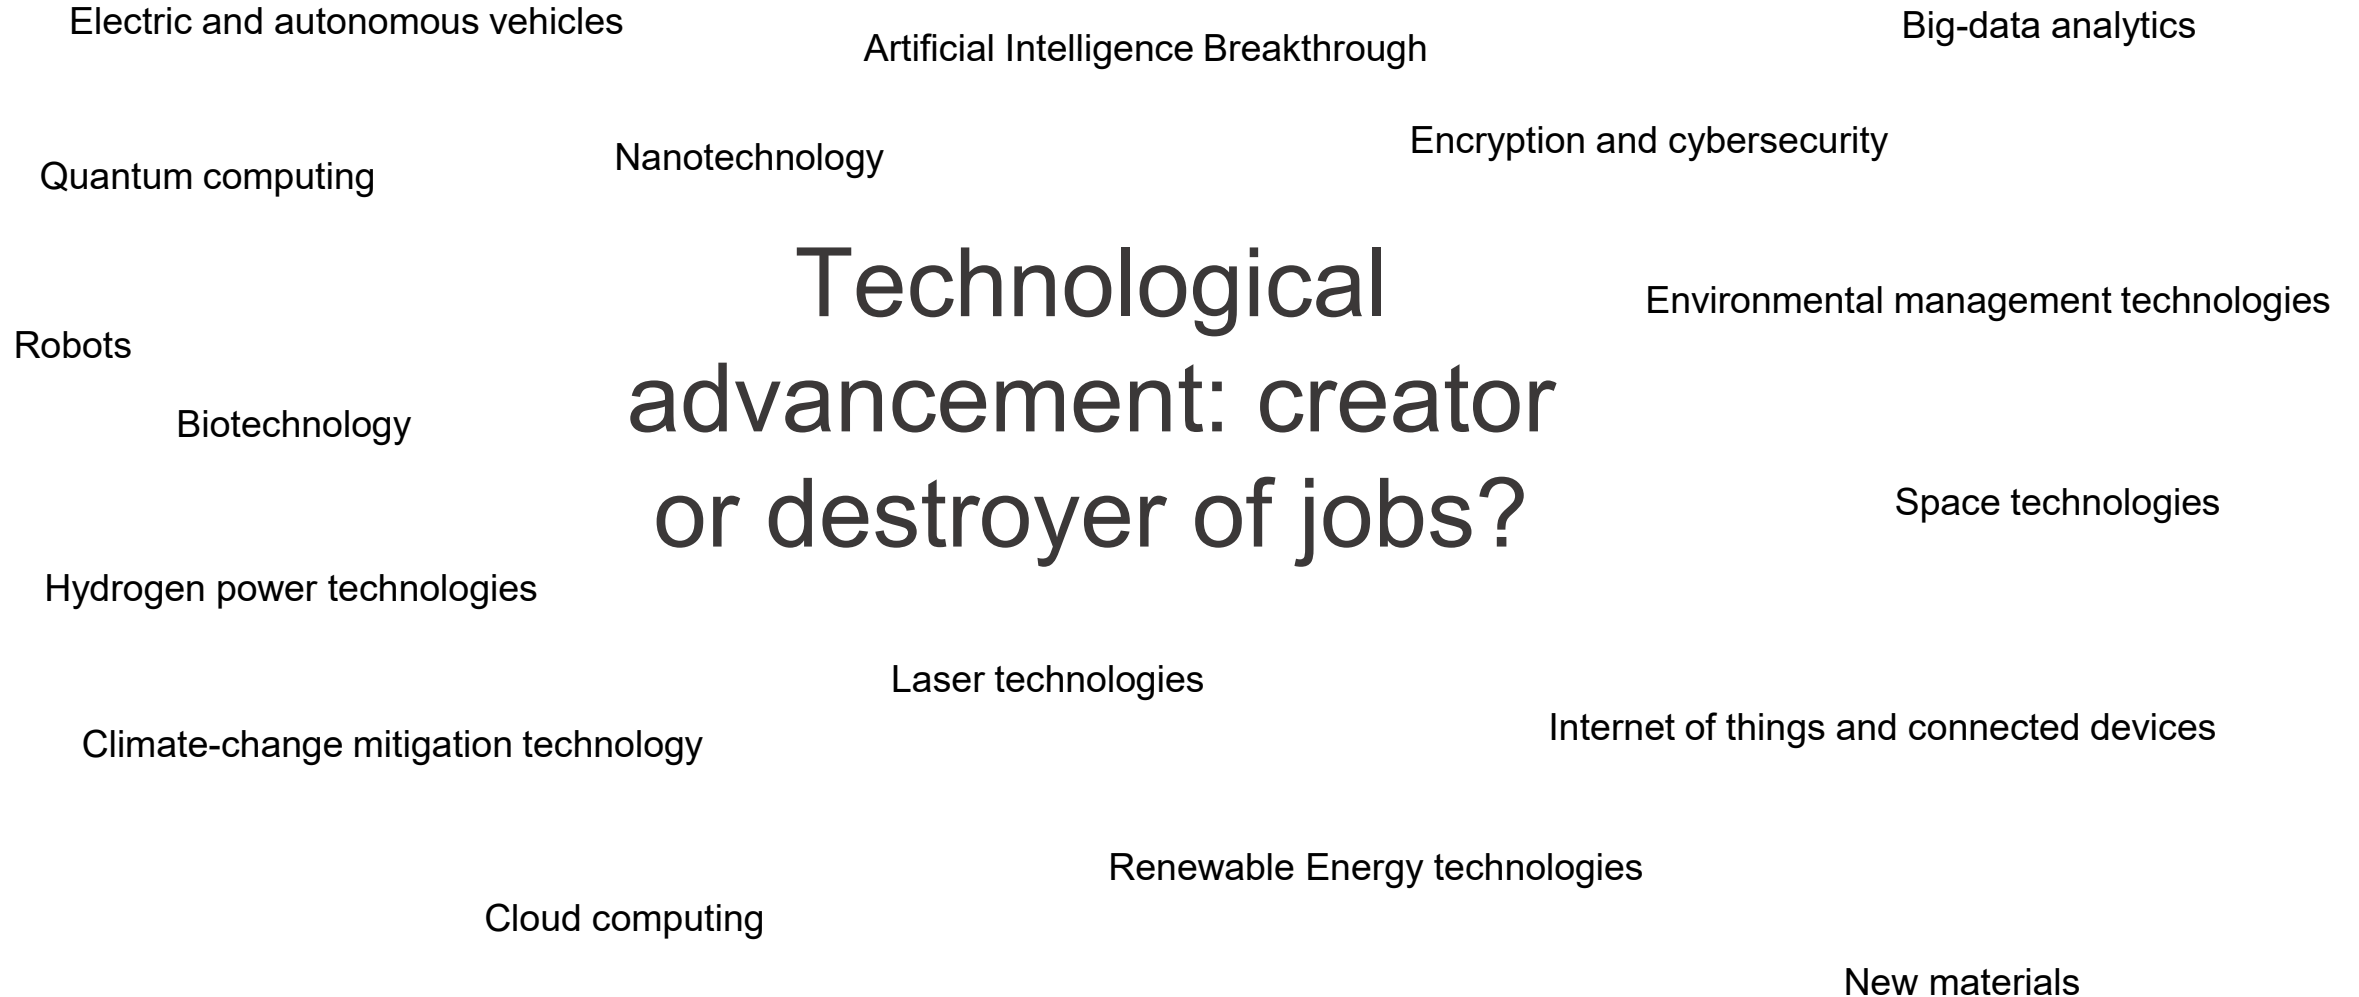 Electric and autonomous vehicles
Artificial Intelligence Breakthrough
Big-data analytics
Quantum computing
Nanotechnology
Encryption and cybersecurity
Technological
advancement: creator
or destroyer of jobs?
Environmental management technologies
Robots
Biotechnology
Space technologies
Hydrogen power technologies
Laser technologies
Climate-change mitigation technology
Internet of things and connected devices
Renewable Energy technologies
Cloud computing
New materials